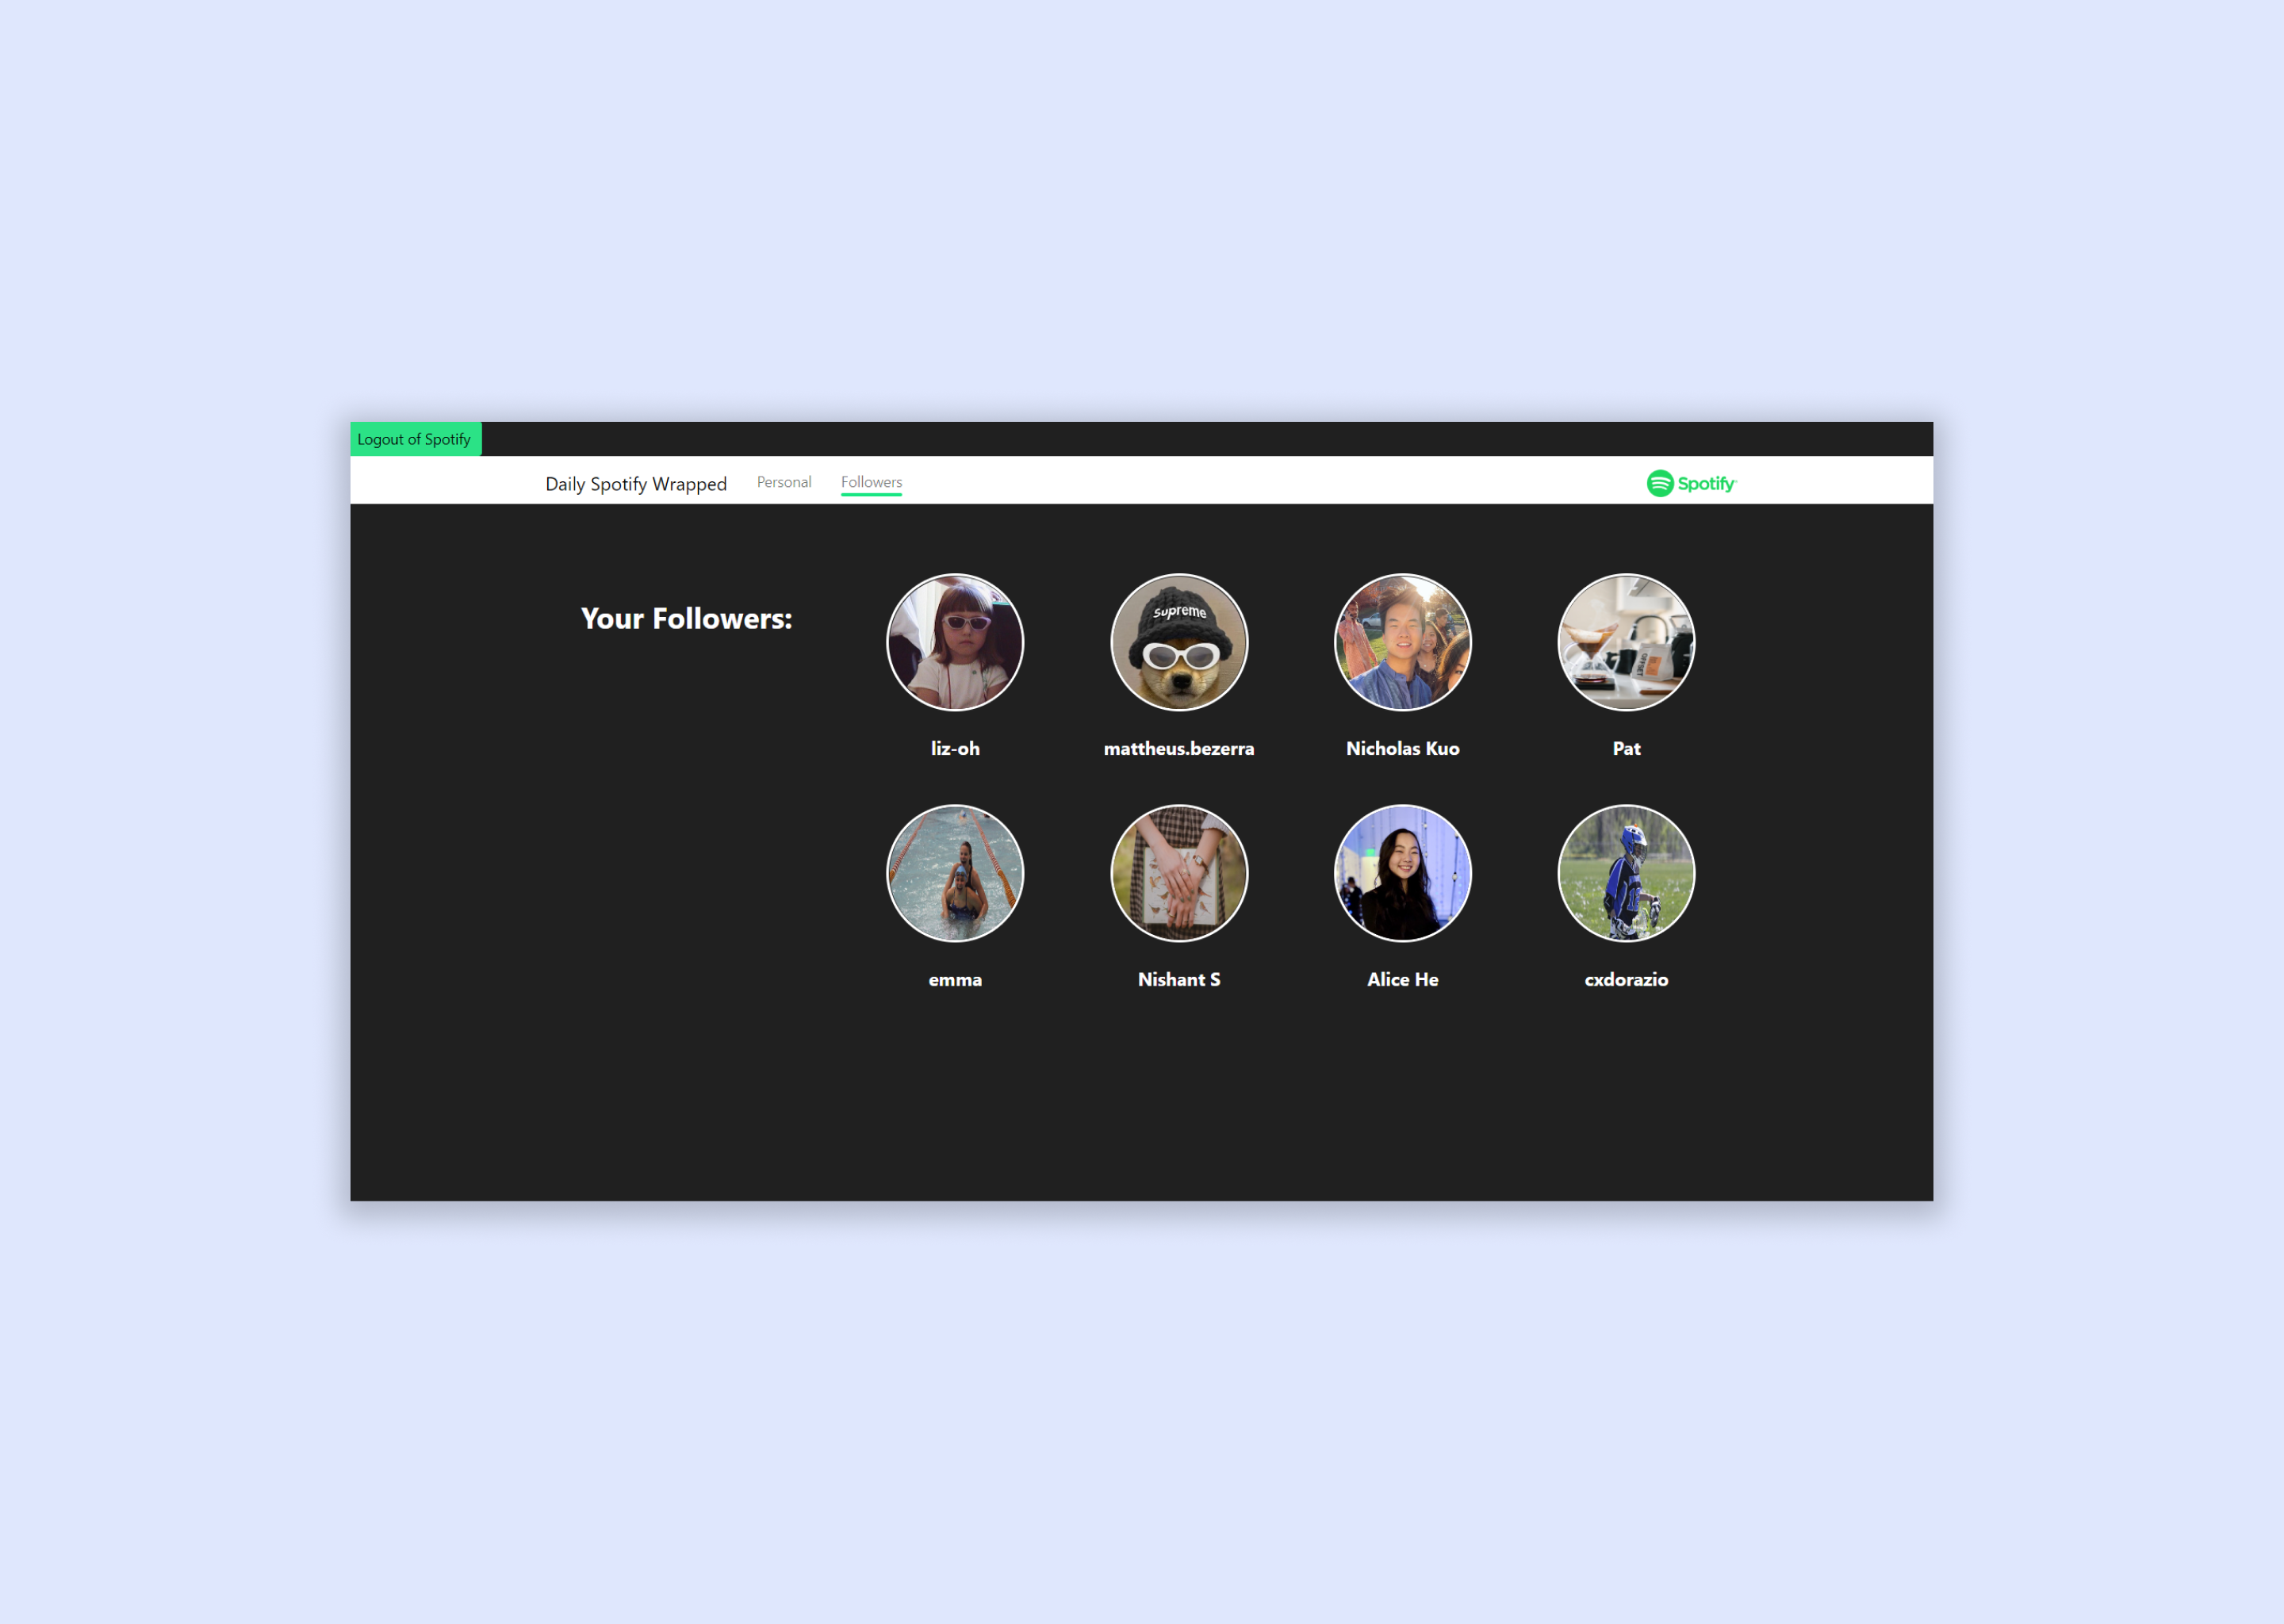 Logout of Spotify
Daily Spotify Wrapped
Personal
Followers
Spotify
Your Followers:
Supreme
liz-oh
mattheus.bezerra
Nicholas Kuo
Pat
emma
Nishant S
Alice He
cxdorazio